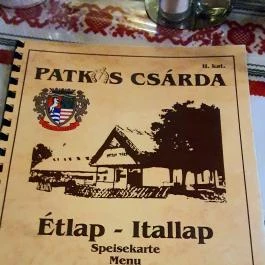 II. kat.
PATKÓS CSÁRDA
Étlap - Itallap
Speisekarte
Menu